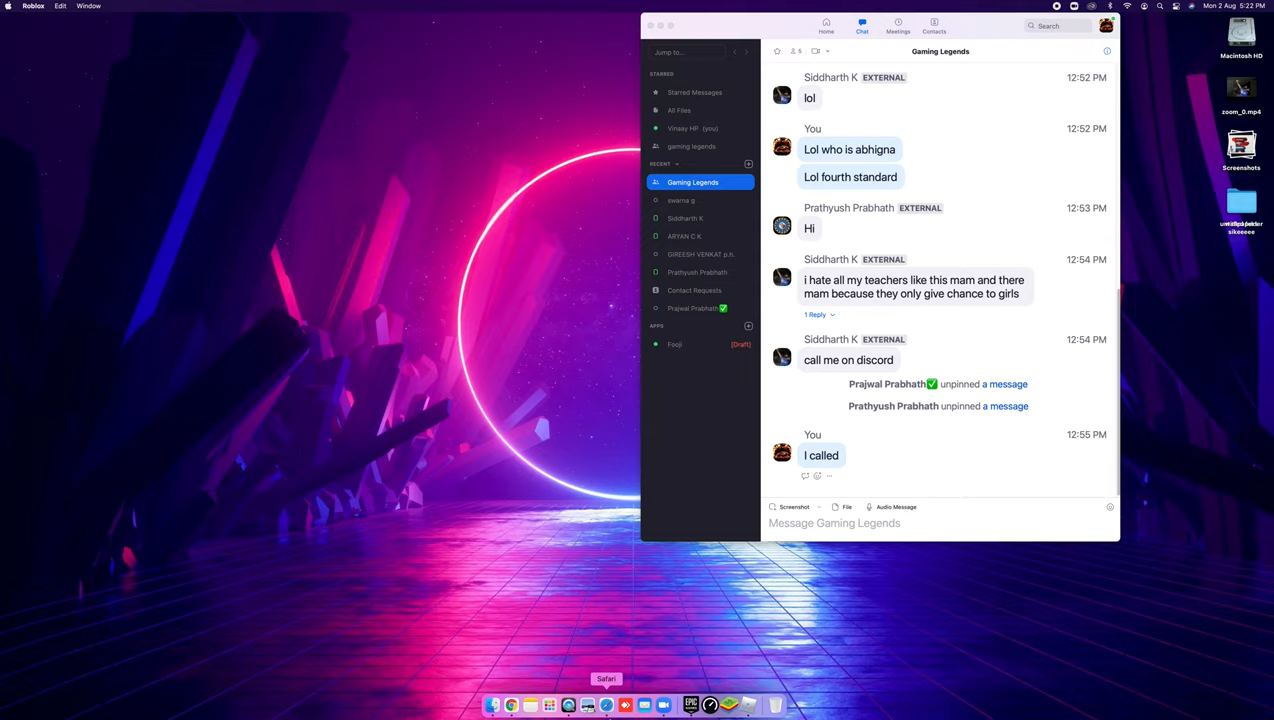 Roblox Edit Window
Mon 2 Aug 5:22 PM
Home Chat Meetings Contacts
Search
Jump to...
STARRED
Starred Messages
All Files
Vinaay HP (you)
gaming legends
RECENT
Gaming Legends
swarna g
Siddharth K
ARYAN C K
GIREESH VENKAT p.h.
Prathyush Prabhath
Contact Requests
Prajwal Prabhath✅
APPS
Fooji [Draft]
5
Gaming Legends
Siddharth K EXTERNAL 12:52 PM
lol
You 12:52 PM
Lol who is abhigna
Lol fourth standard
Prathyush Prabhath EXTERNAL 12:53 PM
Hi
Siddharth K EXTERNAL 12:54 PM
i hate all my teachers like this mam and there
mam because they only give chance to girls
1 Reply
Siddharth K EXTERNAL 12:54 PM
call me on discord
Prajwal Prabhath✅ unpinned a message
Prathyush Prabhath unpinned a message
You 12:55 PM
I called
Screenshot File Audio Message
Message Gaming Legends
Macintosh HD
zoom_0.mp4
Screenshots
sikeeeee
Safari
EPIC
GAMES